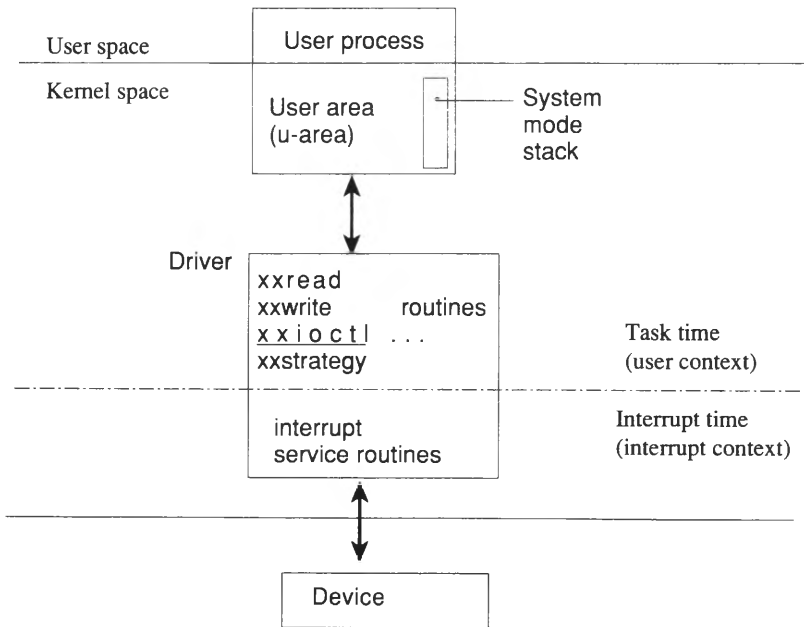 User space
User process
Kernel space
User area
(u-area)
System
mode
stack
Driver
xxread
xxwrite routines
xxioctl ...
xxstrategy
Task time
(user context)
interrupt
service routines
Interrupt time
(interrupt context)
Device